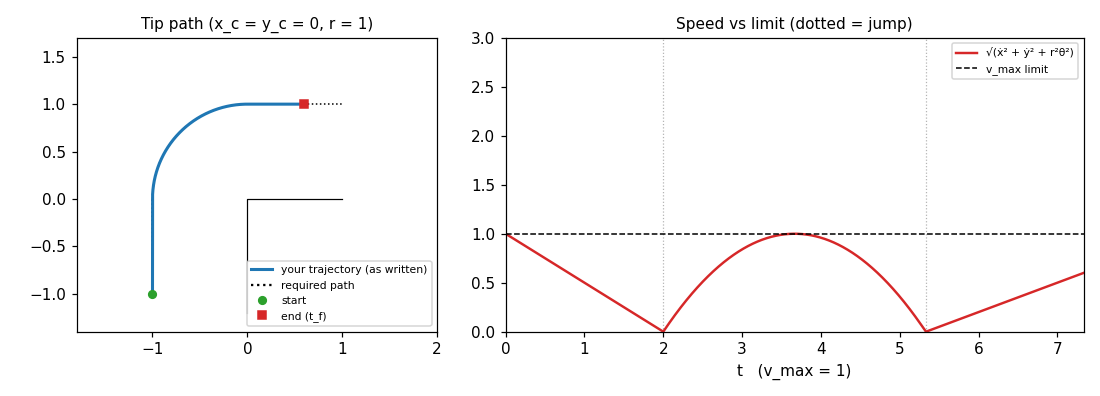 Tip path (x_c = y_c = 0, r = 1)
1.5
1.0
0.5
0.0
−0.5
−1.0
−1
0
1
2
your trajectory (as written)
required path
start
end (t_f)
Speed vs limit (dotted = jump)
3.0
2.5
2.0
1.5
1.0
0.5
0.0
0
1
2
3
4
5
6
7
√(ẋ² + ẏ² + r²θ̇²)
v_max limit
t (v_max = 1)